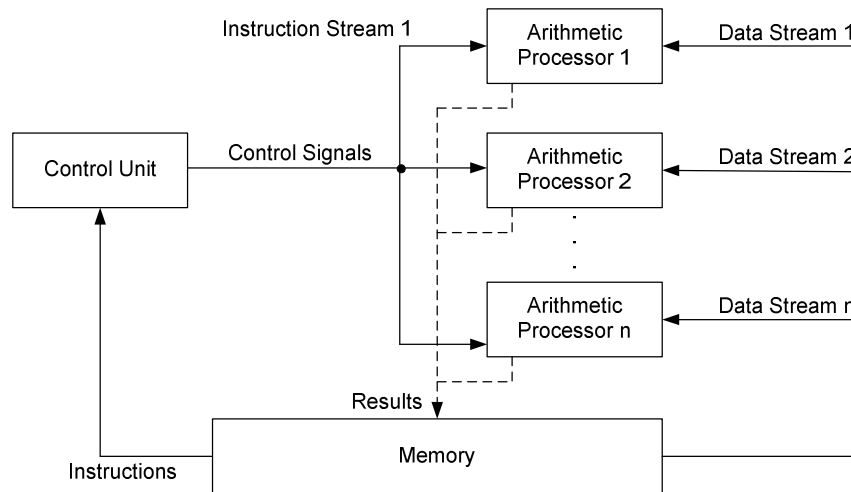 Instruction Stream 1
Arithmetic
Processor 1
Data Stream 1
Control Unit
Control Signals
Arithmetic
Processor 2
Data Stream 2
Arithmetic
Processor n
Data Stream n
Results
Instructions
Memory